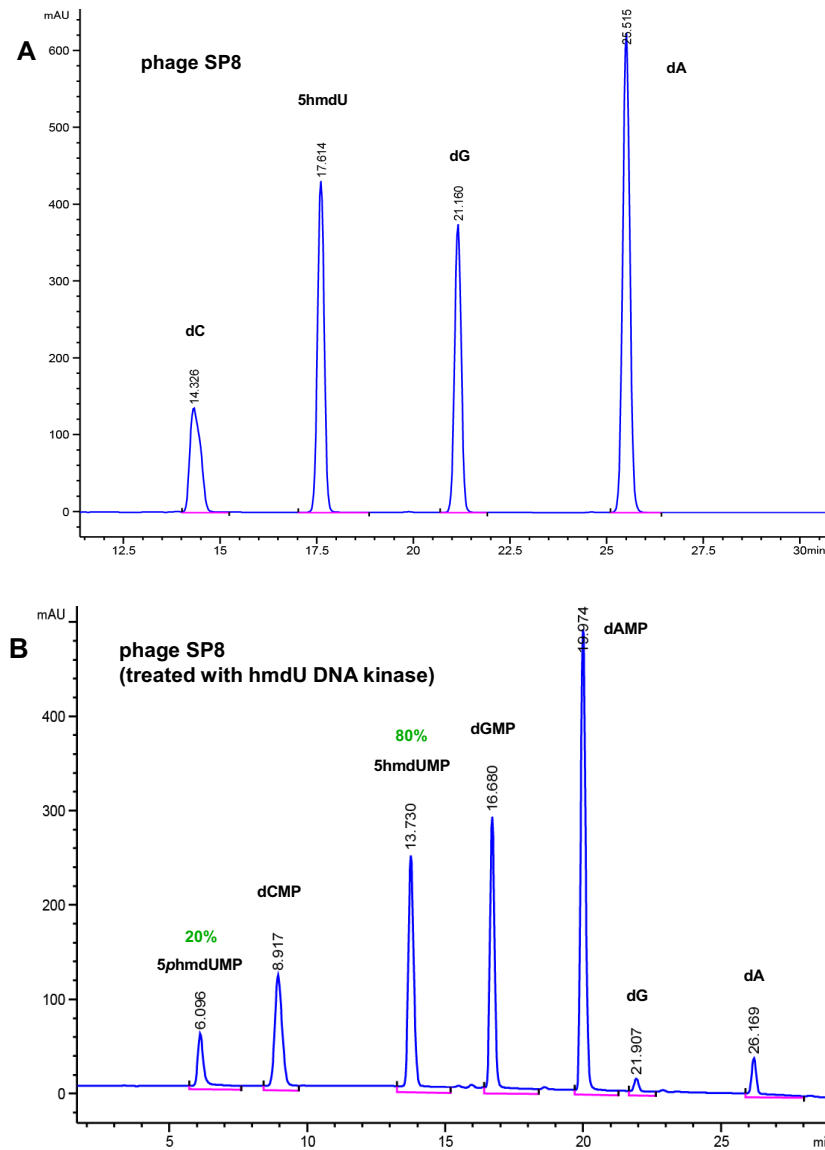 mAU
A
phage SP8
600
25.515
dA
5hmdU
500
17.614
dG
21.160
400
300
dC
14.326
200
100
0
12.5 15 17.5 20 22.5 25 27.5 30min
mAU
B
phage SP8
(treated with hmdU DNA kinase)
19.974
dAMP
80%
5hmdUMP
dGMP
400
13.730
16.680
300
dCMP
20%
5phmdUMP
8.917
200
6.096
dG
dA
21.907
26.169
100
0
5 10 15 20 25 mi